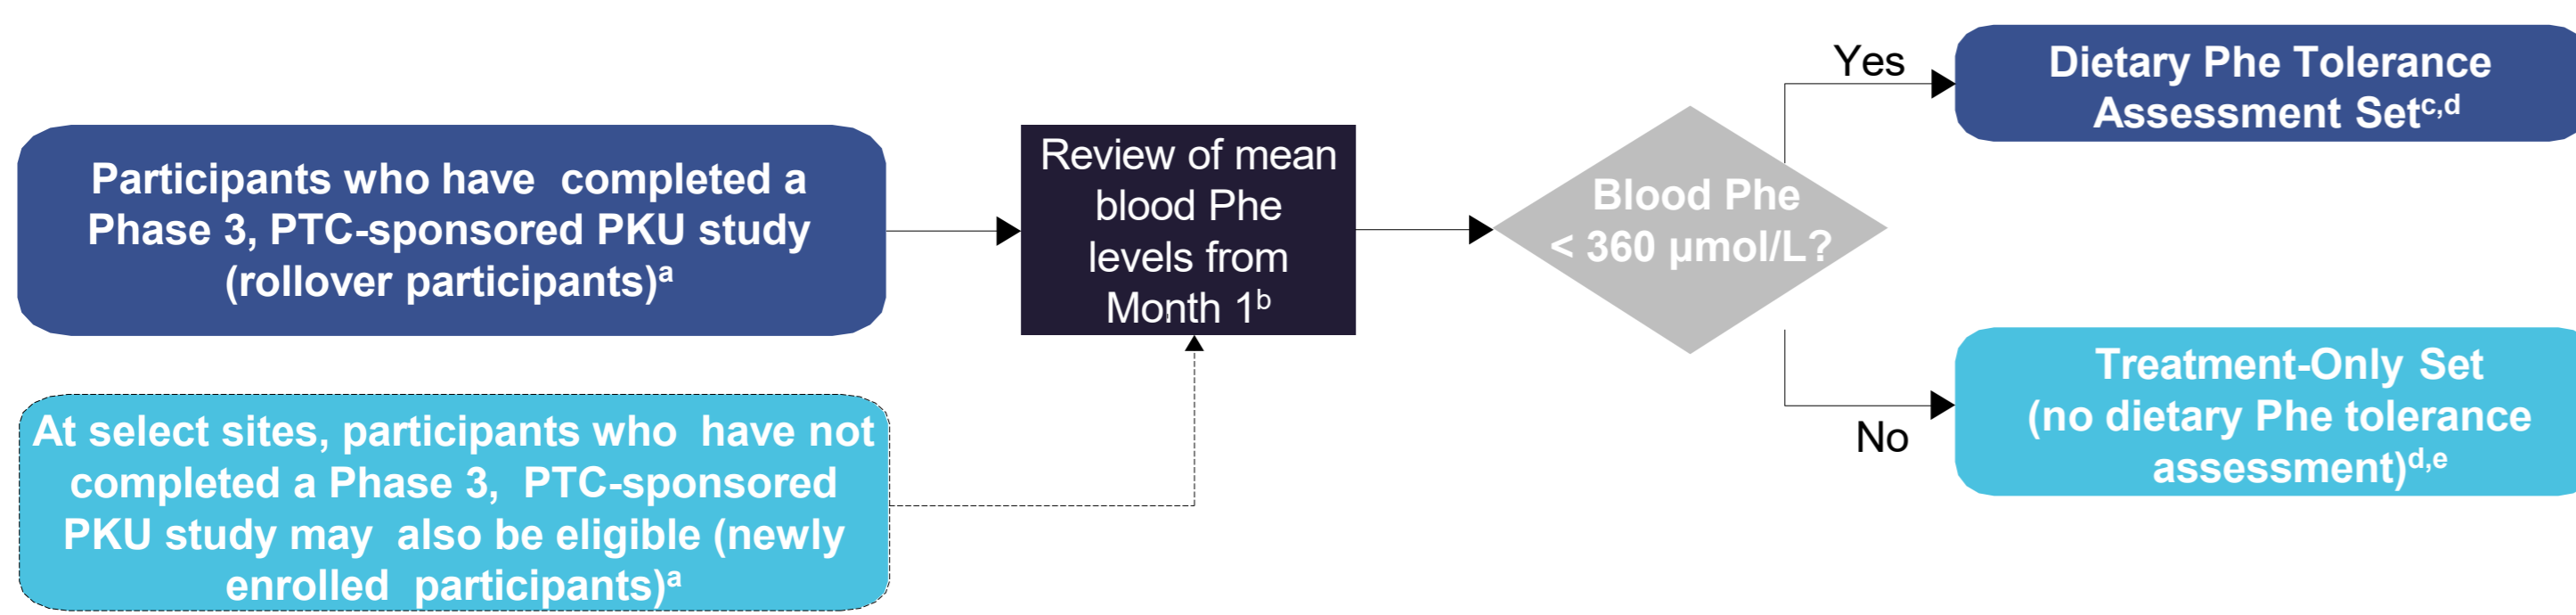 Participants who have completed a
Phase 3, PTC-sponsored PKU study
(rollover participants)a
At select sites, participants who have not
completed a Phase 3, PTC-sponsored
PKU study may also be eligible (newly
enrolled participants)a
Review of mean
blood Phe
levels from
Month 1b
Blood Phe
< 360 µmol/L?
Yes
Dietary Phe Tolerance
Assessment Setc,d
No
Treatment-Only Set
(no dietary Phe tolerance
assessment)d,e